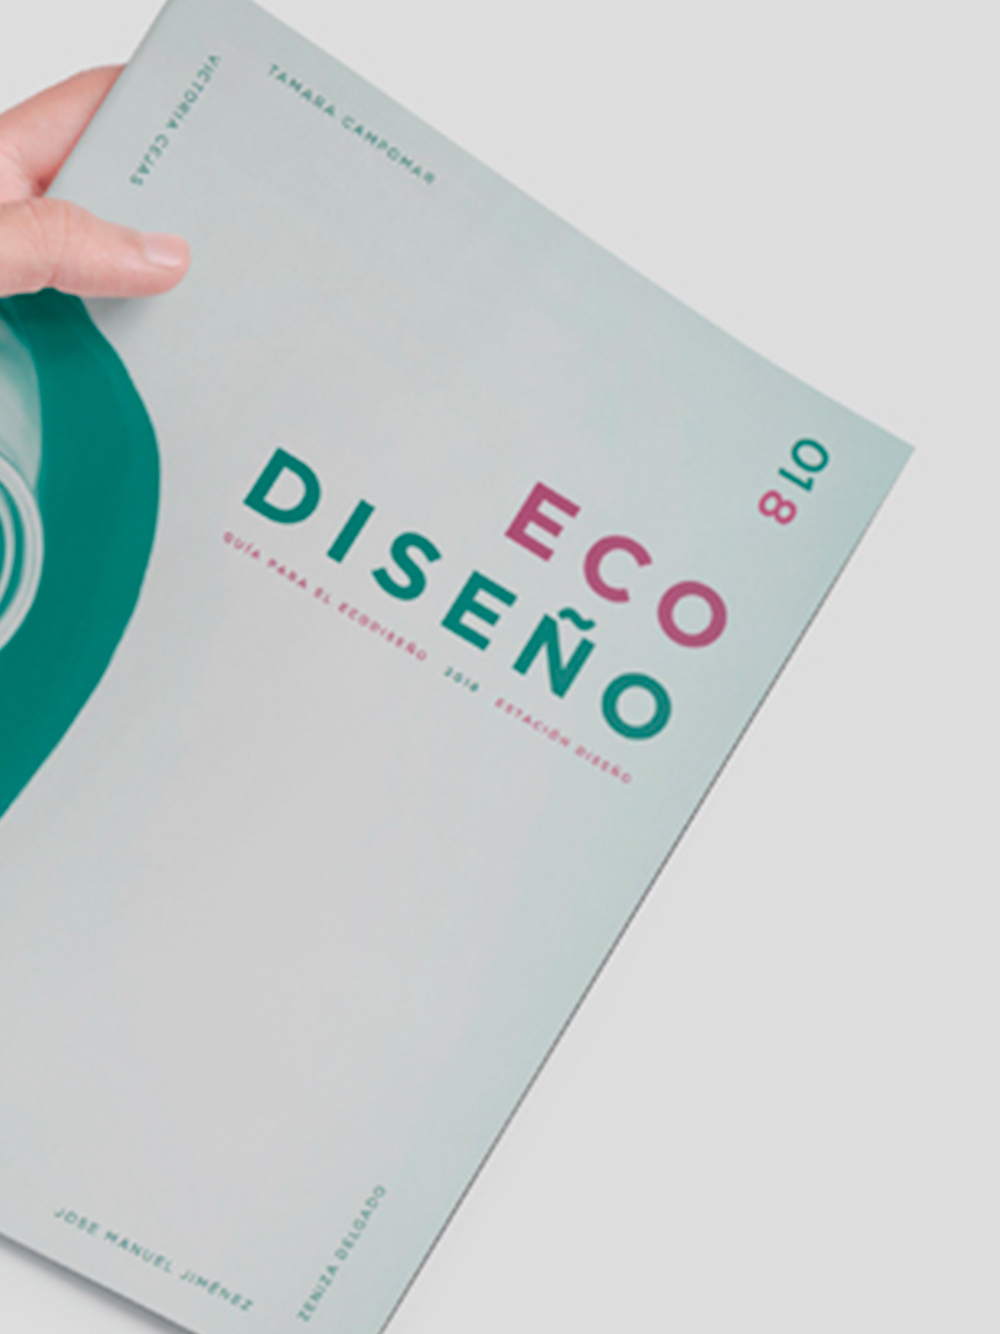 VICTORIA CEJAS
TAMARA CAMPOMAR
018
ECO
DISEÑO
GUÍA PARA EL ECODISEÑO 2018 ESTACIÓN DISEÑO
JOSE MANUEL JIMÉNEZ
ZENIZA DELGADO